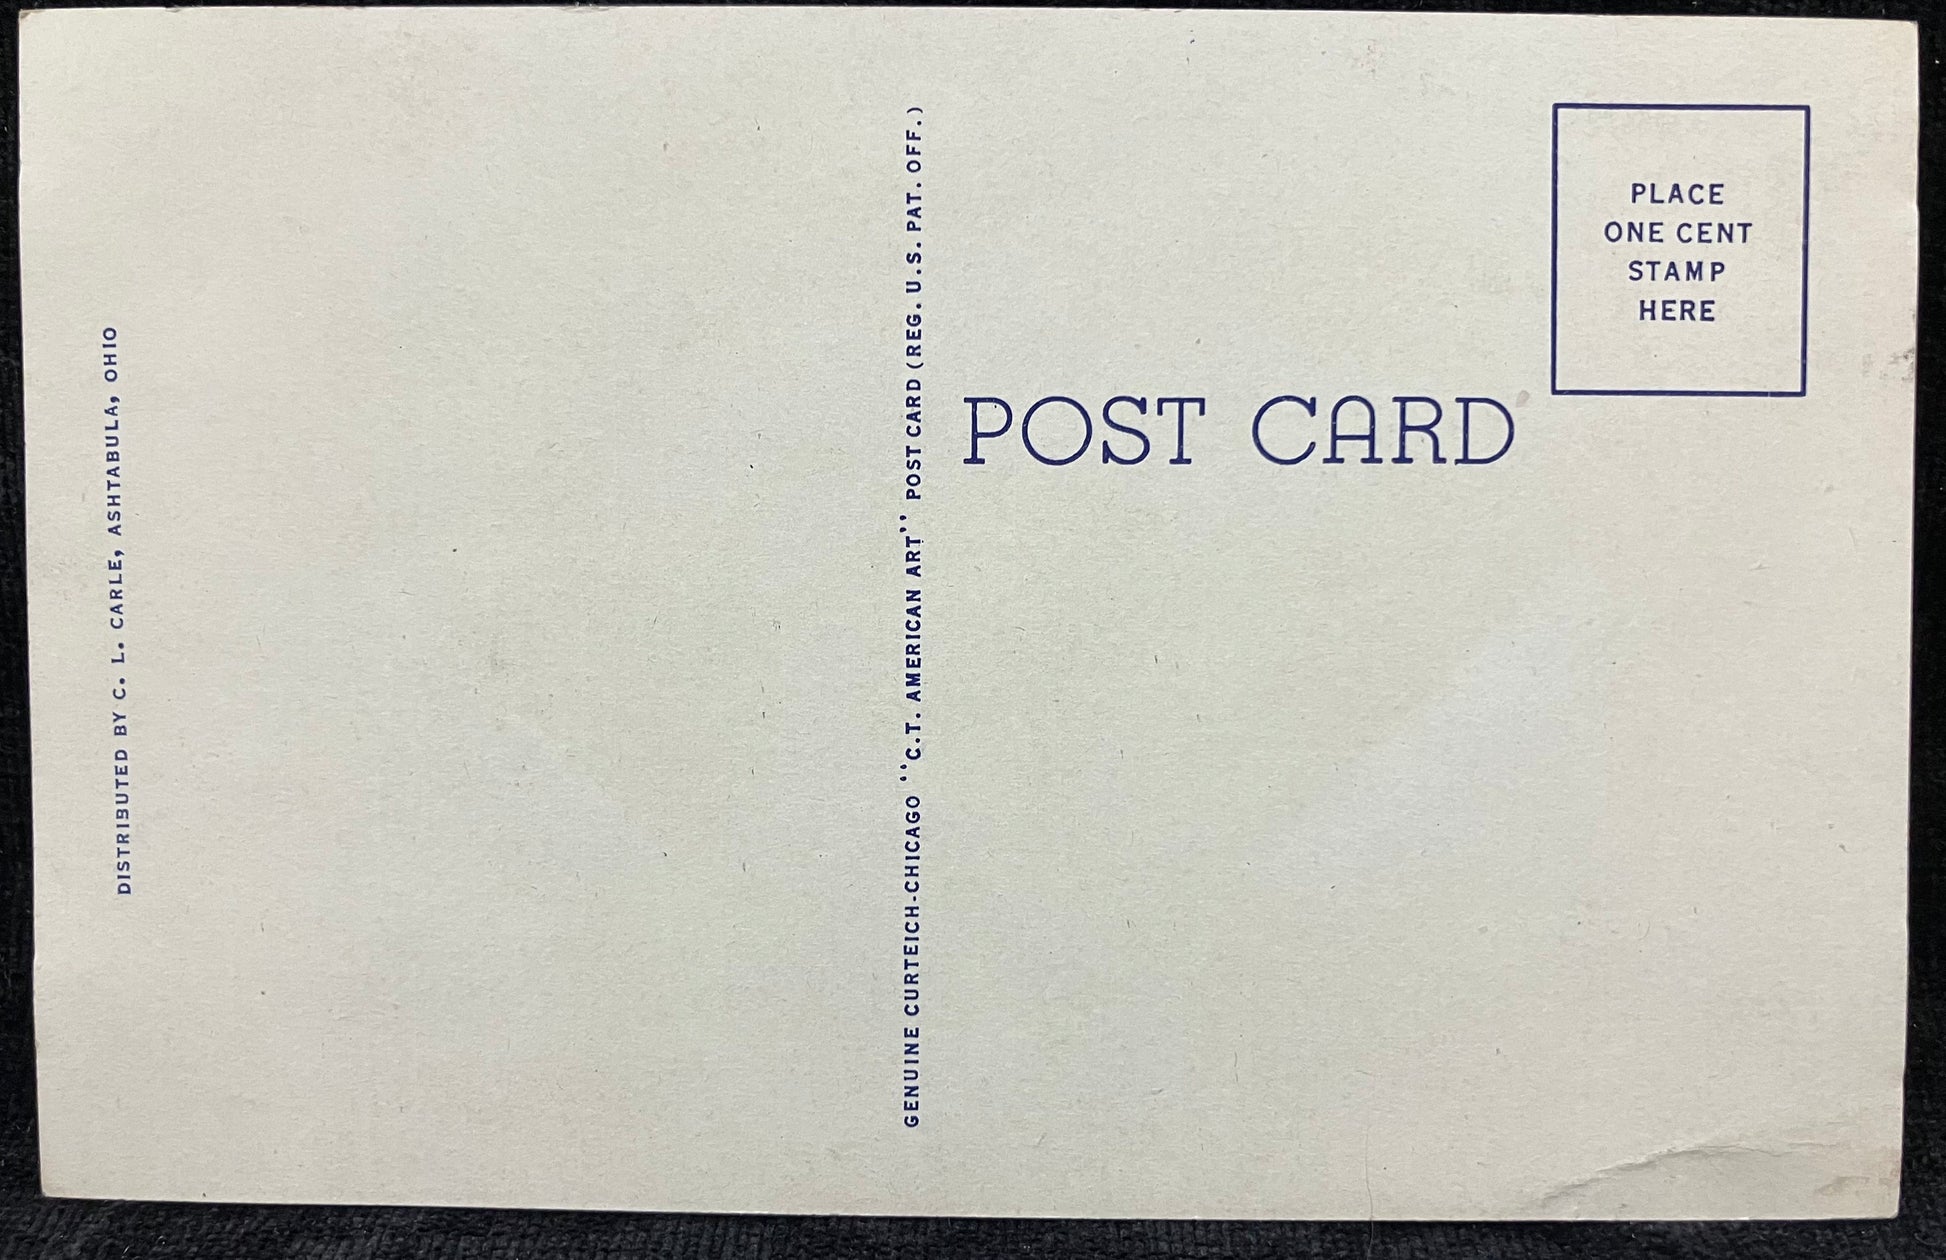 DISTRIBUTED BY C. L. CARLE, ASHTABULA, OHIO
GENUINE CURTEICH-CHICAGO "C.T. AMERICAN ART" POST CARD (REG. U.S. PAT. OFF.)
POST CARD
PLACE
ONE CENT
STAMP
HERE